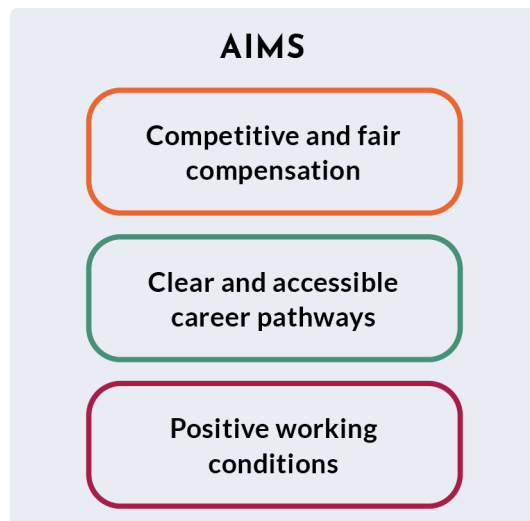 AIMS
Competitive and fair
compensation
Clear and accessible
career pathways
Positive working
conditions